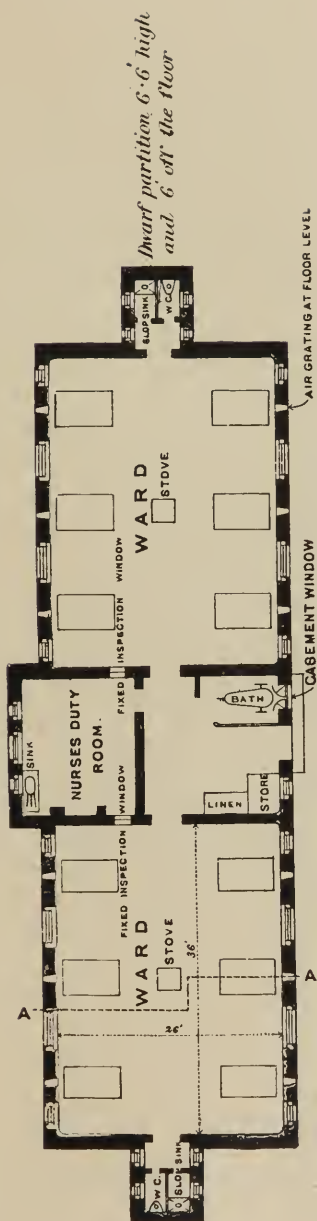 Dwarf partition 6·6' high
and 6' off the floor
SLOP SINK
W.C.
AIR GRATING AT FLOOR LEVEL
WARD
STOVE
FIXED INSPECTION WINDOW
SINK
NURSES DUTY
ROOM.
BATH
CASEMENT WINDOW
LINEN
STORE
FIXED INSPECTION WINDOW
WARD
STOVE
36'
26'
A
A
W.C.
SLOP SINK